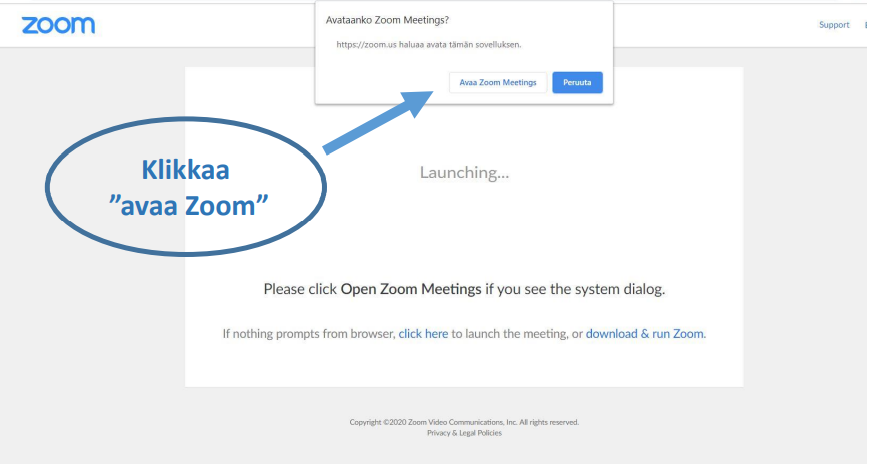 zoom
Support
Avataanko Zoom Meetings?
https://zoom.us haluaa avata tämän sovelluksen.
Avaa Zoom Meetings
Peruuta
Klikkaa
”avaa Zoom”
Launching...
Please click Open Zoom Meetings if you see the system dialog.
If nothing prompts from browser, click here to launch the meeting, or download & run Zoom.
Copyright ©2020 Zoom Video Communications, Inc. All rights reserved.
Privacy & Legal Policies